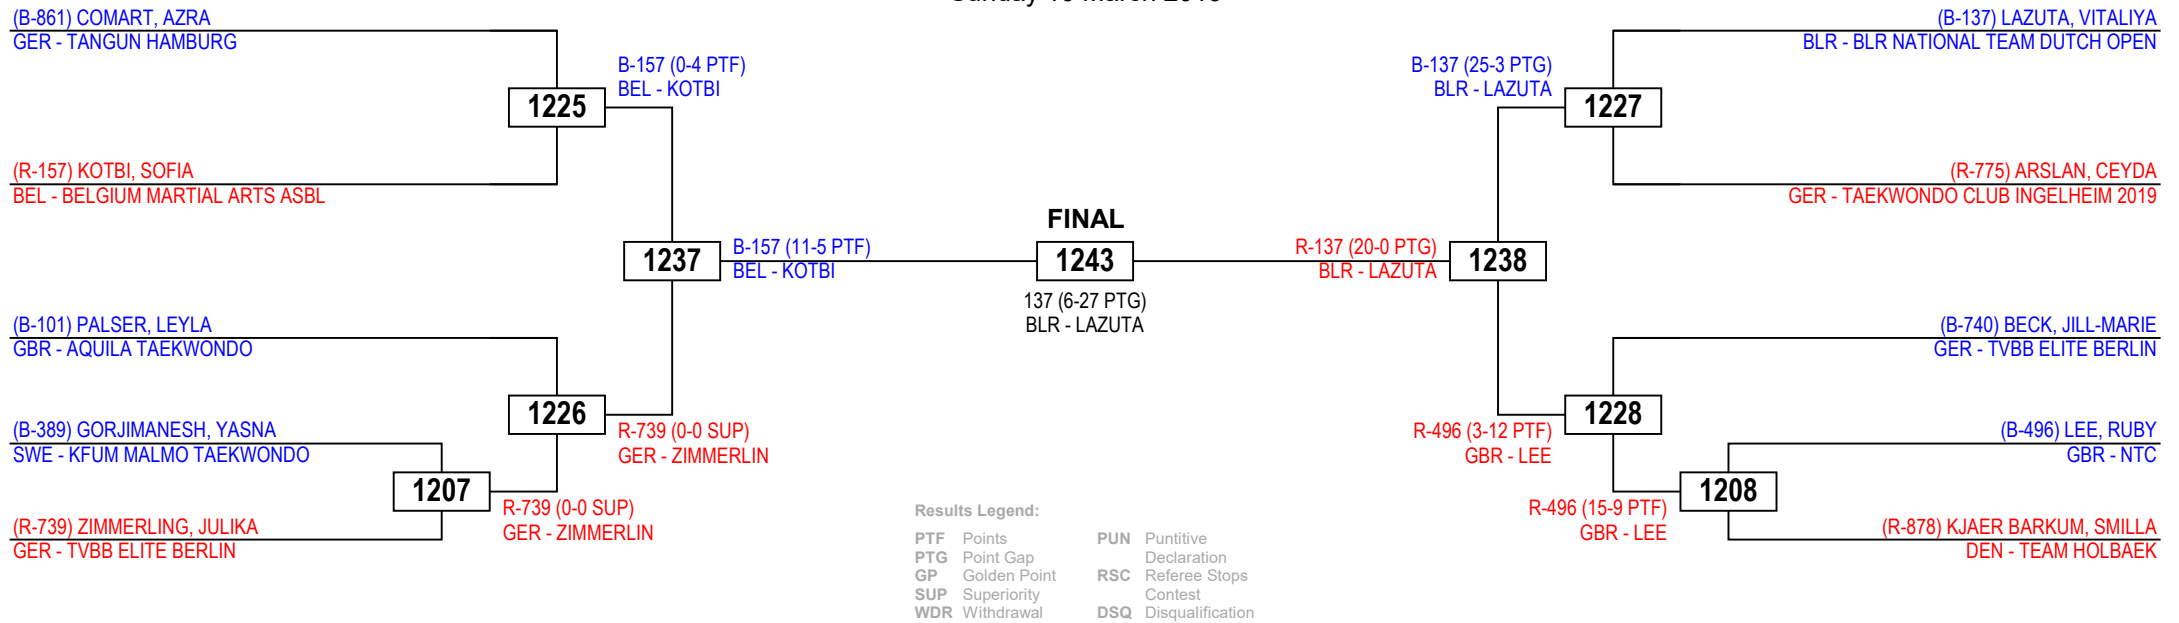 (B-861) COMART, AZRA
GER - TANGUN HAMBURG
(R-157) KOTBI, SOFIA
BEL - BELGIUM MARTIAL ARTS ASBL
1225
B-157 (0-4 PTF)
BEL - KOTBI
(B-101) PALSER, LEYLA
GBR - AQUILA TAEKWONDO
(B-389) GORJIMANESH, YASNA
SWE - KFUM MALMO TAEKWONDO
(R-739) ZIMMERLING, JULIKA
GER - TVBB ELITE BERLIN
1207
R-739 (0-0 SUP)
GER - ZIMMERLIN
1226
R-739 (0-0 SUP)
GER - ZIMMERLIN
1237
B-157 (11-5 PTF)
BEL - KOTBI
FINAL
1243
137 (6-27 PTG)
BLR - LAZUTA
R-137 (20-0 PTG)
BLR - LAZUTA
1238
B-137 (25-3 PTG)
BLR - LAZUTA
1227
(B-137) LAZUTA, VITALIYA
BLR - BLR NATIONAL TEAM DUTCH OPEN
(R-775) ARSLAN, CEYDA
GER - TAEKWONDO CLUB INGELHEIM 2019
(B-740) BECK, JILL-MARIE
GER - TVBB ELITE BERLIN
1228
R-496 (3-12 PTF)
GBR - LEE
(B-496) LEE, RUBY
GBR - NTC
1208
R-496 (15-9 PTF)
GBR - LEE
(R-878) KJAER BARKUM, SMILLA
DEN - TEAM HOLBAEK
Results Legend:
PTF Points
PTG Point Gap
GP Golden Point
SUP Superiority
WDR Withdrawal
PUN Puntitive
Declaration
RSC Referee Stops
Contest
DSQ Disqualification